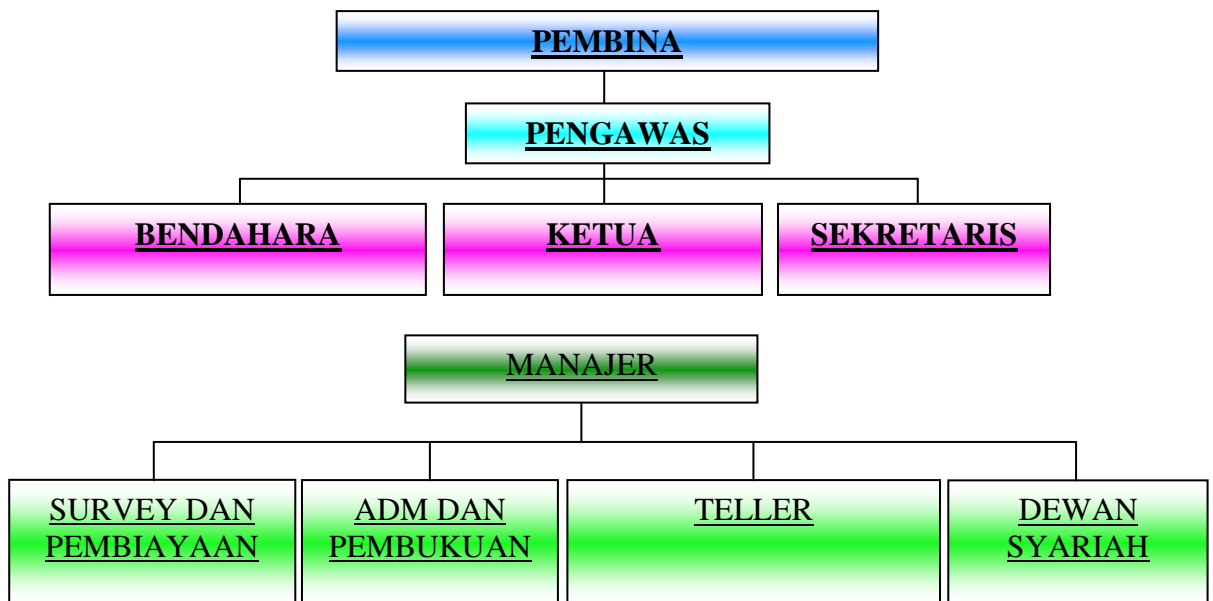 PEMBINA
PENGAWAS
BENDAHARA
KETUA
SEKRETARIS
MANAJER
SURVEY DAN
PEMBIAYAAN
ADM DAN
PEMBUKUAN
TELLER
DEWAN
SYARIAH